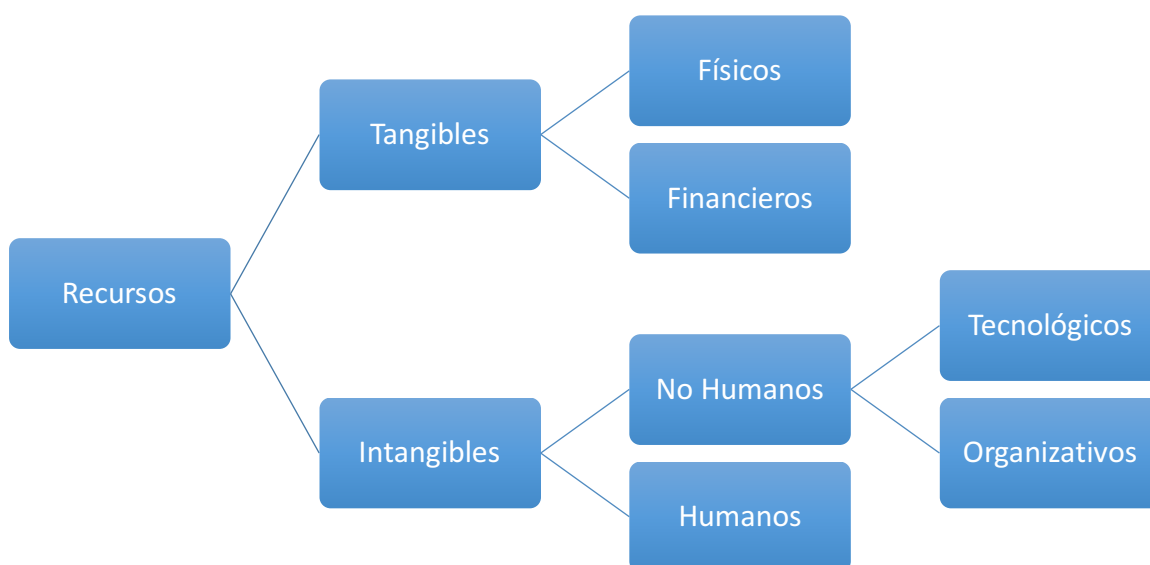 Recursos
Tangibles
Físicos
Financieros
Intangibles
No Humanos
Tecnológicos
Organizativos
Humanos